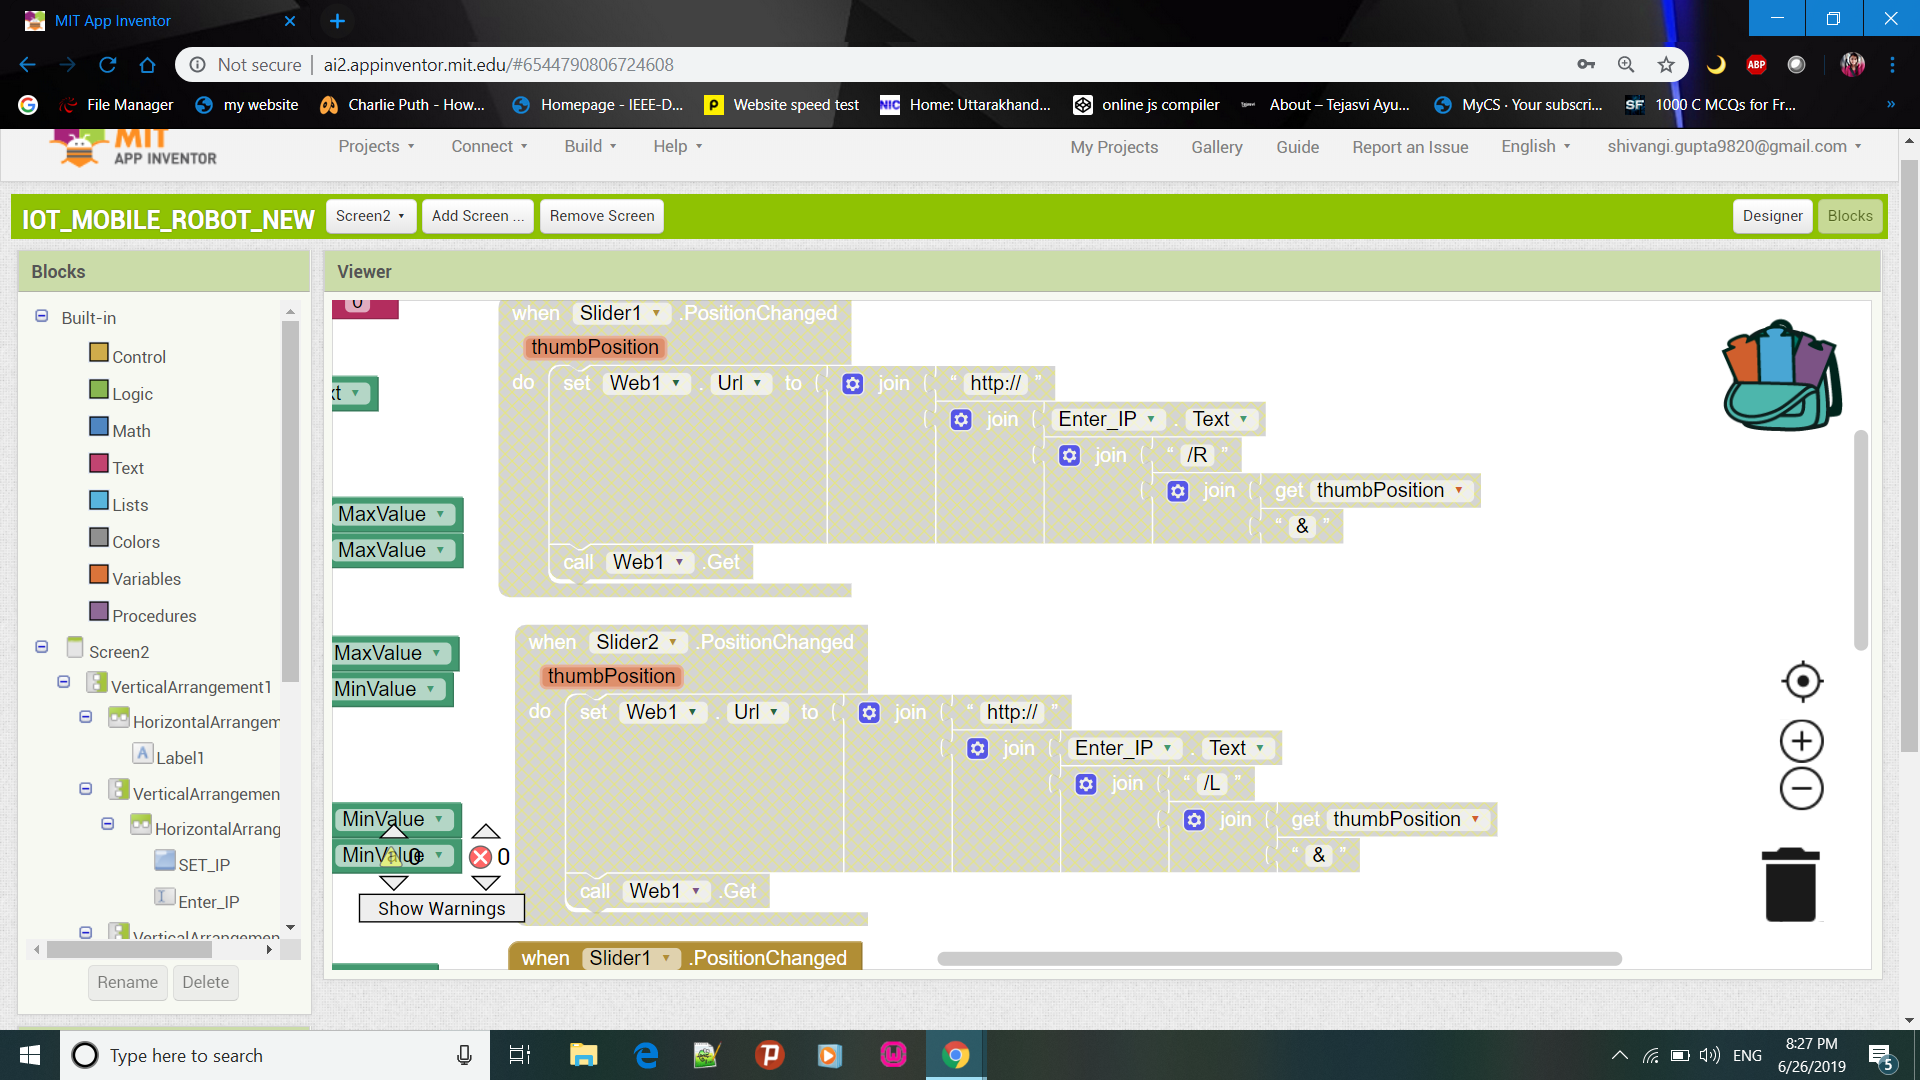 MIT App Inventor
Not secure | ai2.appinventor.mit.edu/#6544790806724608
ABP
File Manager
my website
Charlie Puth - How...
Homepage - IEEE-D...
Website speed test
NIC Home: Uttarakhand...
online js compiler
About – Tejasvi Ayu...
MyCS · Your subscri...
SF 1000 C MCQs for Fr...
»
MIT
APP INVENTOR
Projects
Connect
Build
Help
My Projects
Gallery
Guide
Report an Issue
English
shivangi.gupta9820@gmail.com
IOT_MOBILE_ROBOT_NEW
Screen2
Add Screen ...
Remove Screen
Designer
Blocks
Blocks
Built-in
Control
Logic
Math
Text
Lists
Colors
Variables
Procedures
Screen2
VerticalArrangement1
HorizontalArrangem
Label1
VerticalArrangemen
HorizontalArrang
SET_IP
Enter_IP
VerticalArrangemen
Rename
Delete
Viewer
0
xt
MaxValue
MaxValue
MaxValue
MinValue
MinValue
MinValue
0
0
Show Warnings
when Slider1 .PositionChanged
thumbPosition
do set Web1 . Url to join “ http:// ”
join Enter_IP . Text
join “ /R ”
join get thumbPosition
“ & ”
call Web1 .Get
when Slider2 .PositionChanged
thumbPosition
do set Web1 . Url to join “ http:// ”
join Enter_IP . Text
join “ /L ”
join get thumbPosition
“ & ”
call Web1 .Get
when Slider1 .PositionChanged
Type here to search
ENG
8:27 PM
6/26/2019
5